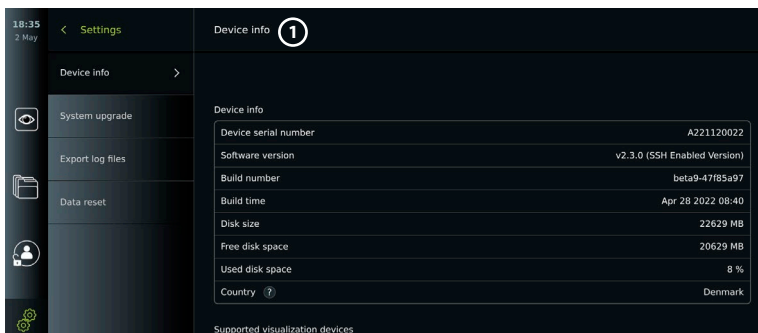 18:35
2 May
Settings
Device info
1
Device info
System upgrade
Export log files
Data reset
Device info
Device serial number A221120022
Software version v2.3.0 (SSH Enabled Version)
Build number beta9-47f85a97
Build time Apr 28 2022 08:40
Disk size 22629 MB
Free disk space 20629 MB
Used disk space 8 %
Country ? Denmark
Supported visualization devices